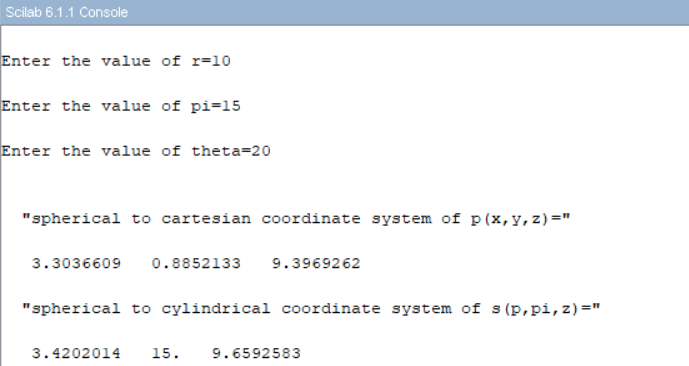 Scilab 6.1.1 Console
Enter the value of r=10
Enter the value of pi=15
Enter the value of theta=20
"spherical to cartesian coordinate system of p(x,y,z)="
3.3036609 0.8852133 9.3969262
"spherical to cylindrical coordinate system of s(p,pi,z)="
3.4202014 15. 9.6592583